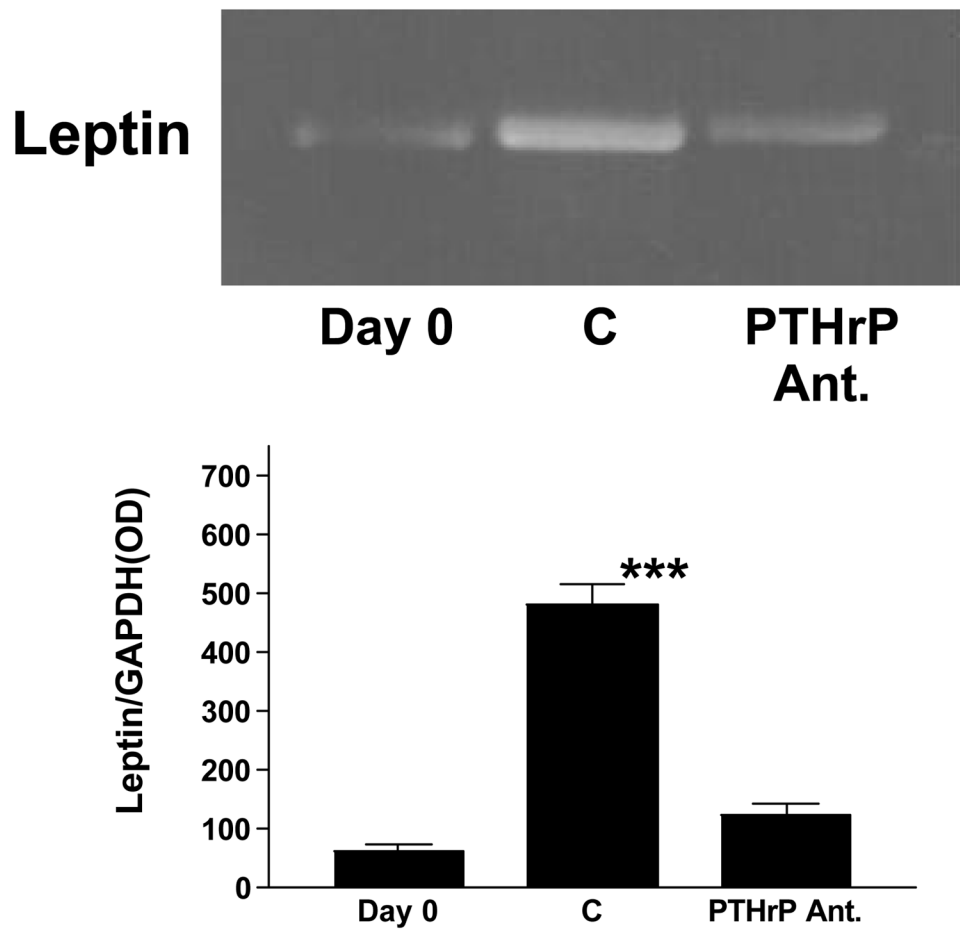 Leptin
Day 0 C PTHrP
Ant.
Leptin/GAPDH(OD)
700
600
500
400
300
200
100
0
***
Day 0 C PTHrP Ant.